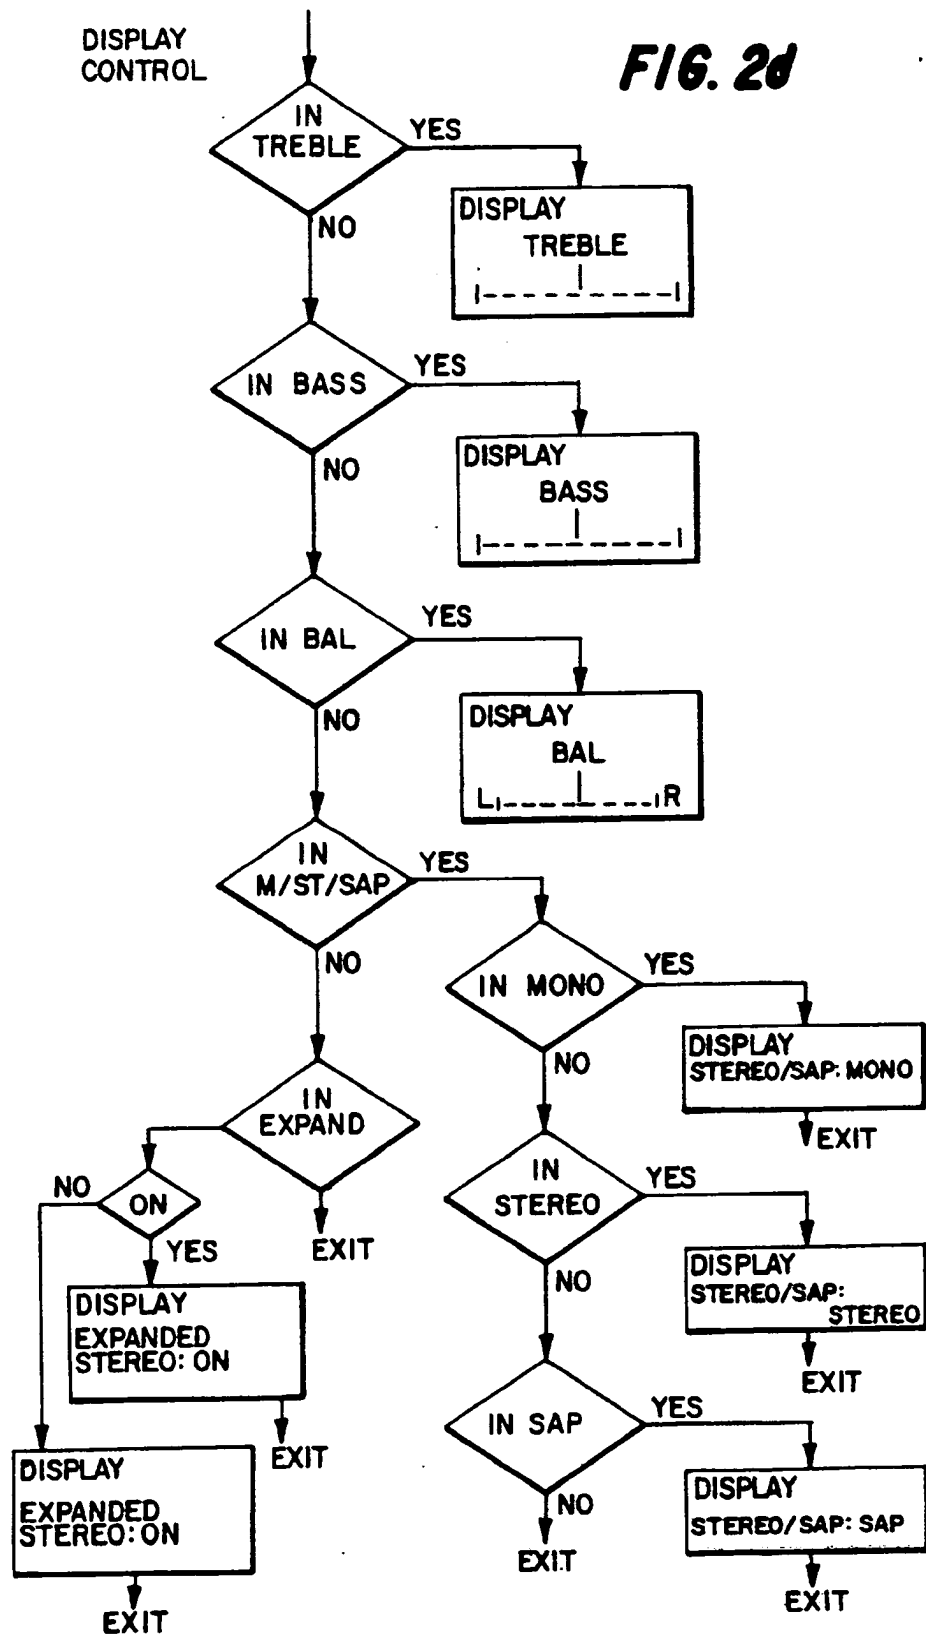 DISPLAY
CONTROL
FIG. 2d
IN
TREBLE
YES
NO
DISPLAY
TREBLE
IN BASS
YES
NO
DISPLAY
BASS
IN BAL
YES
NO
DISPLAY
BAL
L R
IN
M/ST/SAP
YES
NO
IN MONO
YES
NO
DISPLAY
STEREO/SAP: MONO
EXIT
IN
EXPAND
EXIT
NO
ON
YES
DISPLAY
EXPANDED
STEREO: ON
EXIT
DISPLAY
EXPANDED
STEREO: ON
EXIT
IN
STEREO
YES
NO
DISPLAY
STEREO/SAP:
STEREO
EXIT
IN SAP
YES
NO
EXIT
DISPLAY
STEREO/SAP: SAP
EXIT